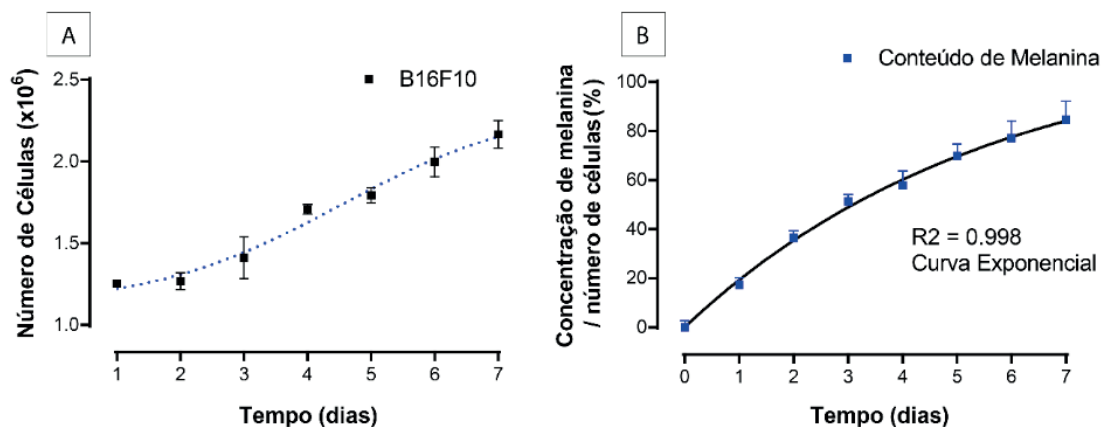 A
B16F10
Número de Células (x10⁶)
2.5
2.0
1.5
1.0
1 2 3 4 5 6 7
Tempo (dias)
B
Conteúdo de Melanina
Concentração de melanina
/ número de células (%)
100
80
60
40
20
0
R2 = 0.998
Curva Exponencial
0 1 2 3 4 5 6 7
Tempo (dias)